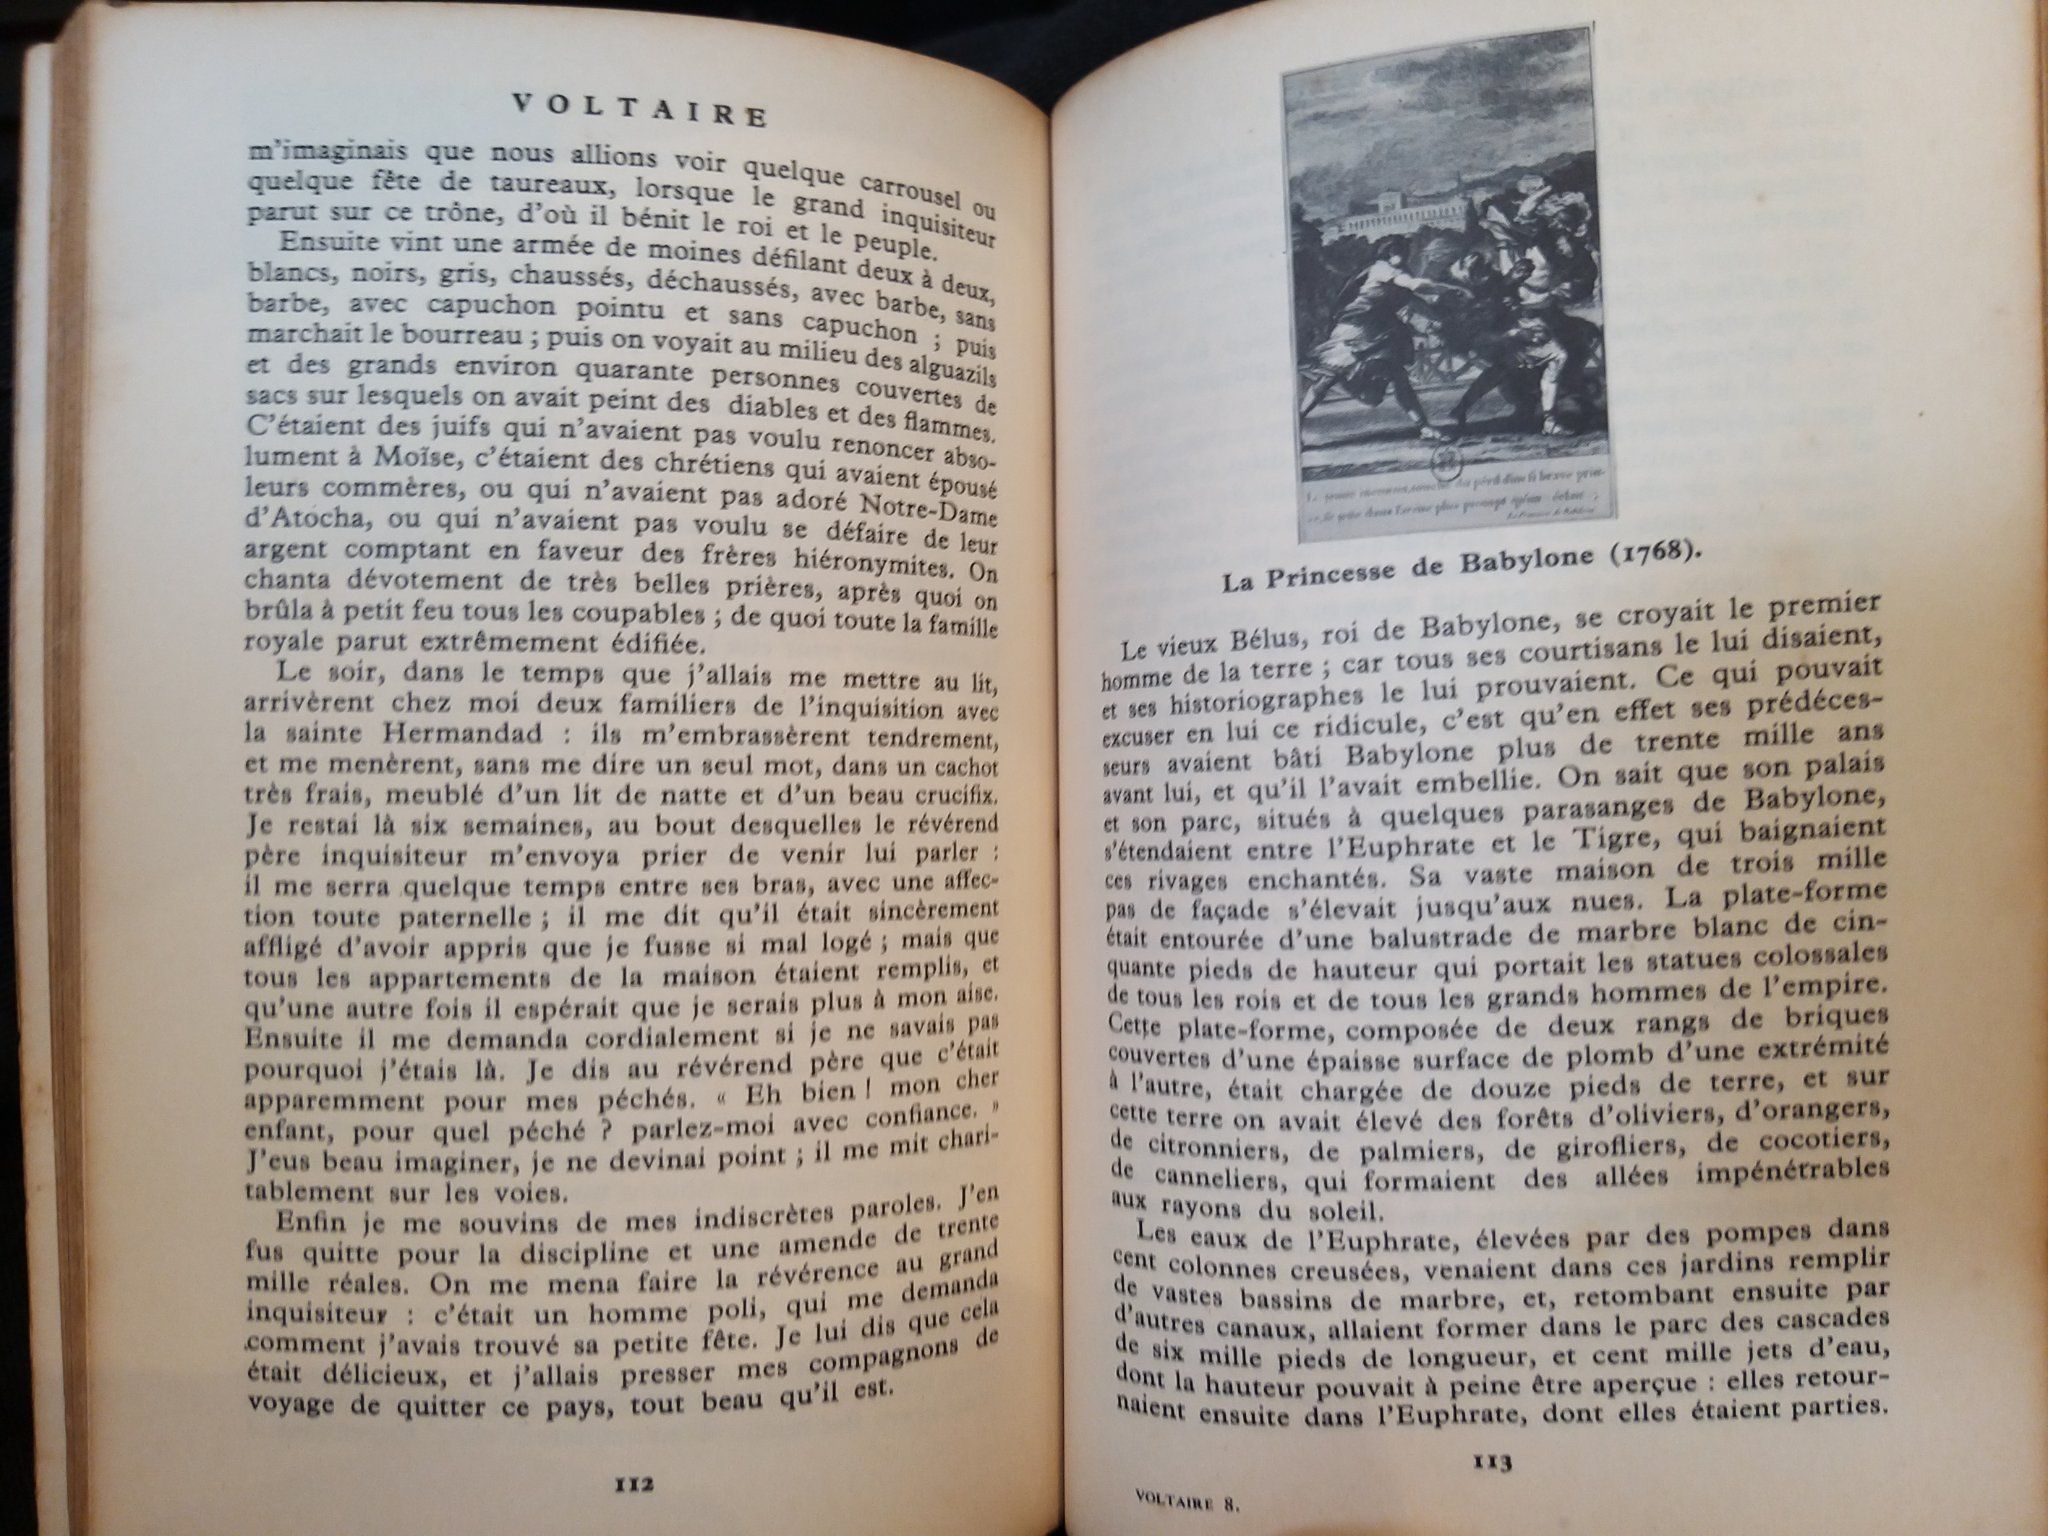 VOLTAIRE
m'imaginais que nous allions voir quelque carrousel ou
quelque fête de taureaux, lorsque le grand inquisiteur
parut sur ce trône, d'où il bénit le roi et le peuple.
Ensuite vint une armée de moines défilant deux à deux,
blancs, noirs, gris, chaussés, déchaussés, avec barbe, sans
barbe, avec capuchon pointu et sans capuchon ; puis
marchait le bourreau ; puis on voyait au milieu des alguazils
et des grands environ quarante personnes couvertes de
sacs sur lesquels on avait peint des diables et des flammes.
C'étaient des juifs qui n'avaient pas voulu renoncer abso-
lument à Moïse, c'étaient des chrétiens qui avaient épousé
leurs commères, ou qui n'avaient pas adoré Notre-Dame
d'Atocha, ou qui n'avaient pas voulu se défaire de leur
argent comptant en faveur des frères hiéronymites. On
chanta dévotement de très belles prières, après quoi on
brûla à petit feu tous les coupables ; de quoi toute la famille
royale parut extrêmement édifiée.
Le soir, dans le temps que j'allais me mettre au lit,
arrivèrent chez moi deux familiers de l'inquisition avec
la sainte Hermandad : ils m'embrassèrent tendrement,
et me menèrent, sans me dire un seul mot, dans un cachot
très frais, meublé d'un lit de natte et d'un beau crucifix.
Je restai là six semaines, au bout desquelles le révérend
père inquisiteur m'envoya prier de venir lui parler :
il me serra quelque temps entre ses bras, avec une affec-
tion toute paternelle ; il me dit qu'il était sincèrement
affligé d'avoir appris que je fusse si mal logé ; mais que
tous les appartements de la maison étaient remplis, et
qu'une autre fois il espérait que je serais plus à mon aise.
Ensuite il me demanda cordialement si je ne savais pas
pourquoi j'étais là. Je dis au révérend père que c'était
apparemment pour mes péchés. « Eh bien ! mon cher
enfant, pour quel péché ? parlez-moi avec confiance. »
J'eus beau imaginer, je ne devinai point ; il me mit chari-
tablement sur les voies.
Enfin je me souvins de mes indiscrètes paroles. J'en
fus quitte pour la discipline et une amende de trente
mille réales. On me mena faire la révérence au grand
inquisiteur : c'était un homme poli, qui me demanda
comment j'avais trouvé sa petite fête. Je lui dis que cela
était délicieux, et j'allais presser mes compagnons de
voyage de quitter ce pays, tout beau qu'il est.
112
La Princesse de Babylone (1768).
Le vieux Bélus, roi de Babylone, se croyait le premier
homme de la terre ; car tous ses courtisans le lui disaient,
et ses historiographes le lui prouvaient. Ce qui pouvait
excuser en lui ce ridicule, c'est qu'en effet ses prédéces-
seurs avaient bâti Babylone plus de trente mille ans
avant lui, et qu'il l'avait embellie. On sait que son palais
et son parc, situés à quelques parasanges de Babylone,
s'étendaient entre l'Euphrate et le Tigre, qui baignaient
ces rivages enchantés. Sa vaste maison de trois mille
pas de façade s'élevait jusqu'aux nues. La plate-forme
était entourée d'une balustrade de marbre blanc de cin-
quante pieds de hauteur qui portait les statues colossales
de tous les rois et de tous les grands hommes de l'empire.
Cette plate-forme, composée de deux rangs de briques
couvertes d'une épaisse surface de plomb d'une extrémité
à l'autre, était chargée de douze pieds de terre, et sur
cette terre on avait élevé des forêts d'oliviers, d'orangers,
de citronniers, de palmiers, de girofliers, de cocotiers,
de canneliers, qui formaient des allées impénétrables
aux rayons du soleil.
Les eaux de l'Euphrate, élevées par des pompes dans
cent colonnes creusées, venaient dans ces jardins remplir
de vastes bassins de marbre, et, retombant ensuite par
d'autres canaux, allaient former dans le parc des cascades
de six mille pieds de longueur, et cent mille jets d'eau,
dont la hauteur pouvait à peine être aperçue : elles retour-
naient ensuite dans l'Euphrate, dont elles étaient parties.
113
VOLTAIRE 8.